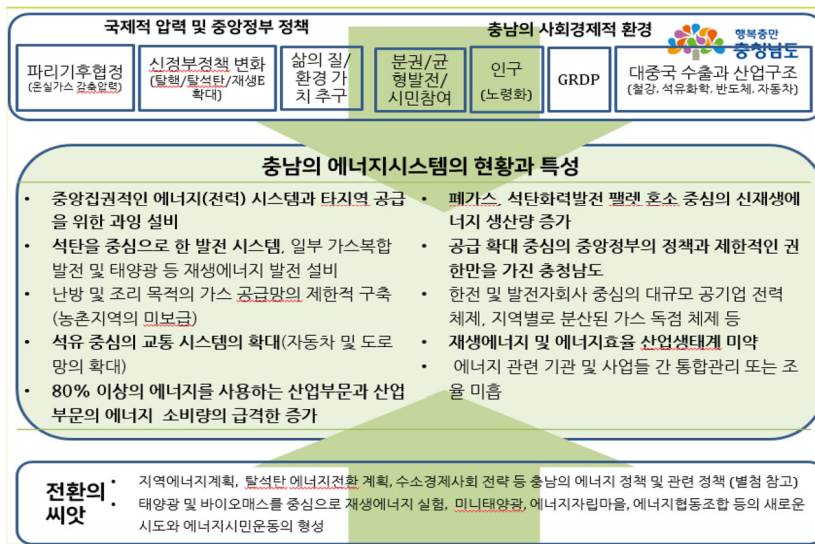 국제적 압력 및 중앙정부 정책
충남의 사회경제적 환경
행복충만
충청남도
파리기후협정
(온실가스 감축압력)
신정부정책 변화
(탈핵/탈석탄/재생E
확대)
삶의 질/
환경 가
치 추구
분권/균
형발전/
시민참여
인구
(노령화)
GRDP
대중국 수출과 산업구조
(철강, 석유화학, 반도체, 자동차)
충남의 에너지시스템의 현황과 특성
• 중앙집권적인 에너지(전력) 시스템과 타지역 공급
을 위한 과잉 설비
• 석탄을 중심으로 한 발전 시스템, 일부 가스복합
발전 및 태양광 등 재생에너지 발전 설비
• 난방 및 조리 목적의 가스 공급망의 제한적 구축
(농촌지역의 미보급)
• 석유 중심의 교통 시스템의 확대(자동차 및 도로
망의 확대)
• 80% 이상의 에너지를 사용하는 산업부문과 산업
부문의 에너지 소비량의 급격한 증가
• 폐가스, 석탄화력발전 팰렛 혼소 중심의 신재생에
너지 생산량 증가
• 공급 확대 중심의 중앙정부의 정책과 제한적인 권
한만을 가진 충청남도
• 한전 및 발전자회사 중심의 대규모 공기업 전력
체제, 지역별로 분산된 가스 독점 체제 등
• 재생에너지 및 에너지효율 산업생태계 미약
• 에너지 관련 기관 및 사업들 간 통합관리 또는 조
율 미흡
전환의
씨앗
• 지역에너지계획, 탈석탄 에너지전환 계획, 수소경제사회 전략 등 충남의 에너지 정책 및 관련 정책 (별첨 참고)
• 태양광 및 바이오매스를 중심으로 재생에너지 실험, 미니태양광, 에너지자립마을, 에너지협동조합 등의 새로운
시도와 에너지시민운동의 형성